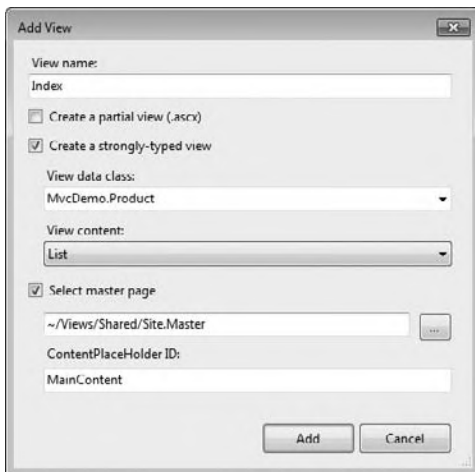 Add View
View name:
Index
Create a partial view (.ascx)
Create a strongly-typed view
View data class:
MvcDemo.Product
View content:
List
Select master page
~/Views/Shared/Site.Master
...
ContentPlaceHolder ID:
MainContent
Add Cancel